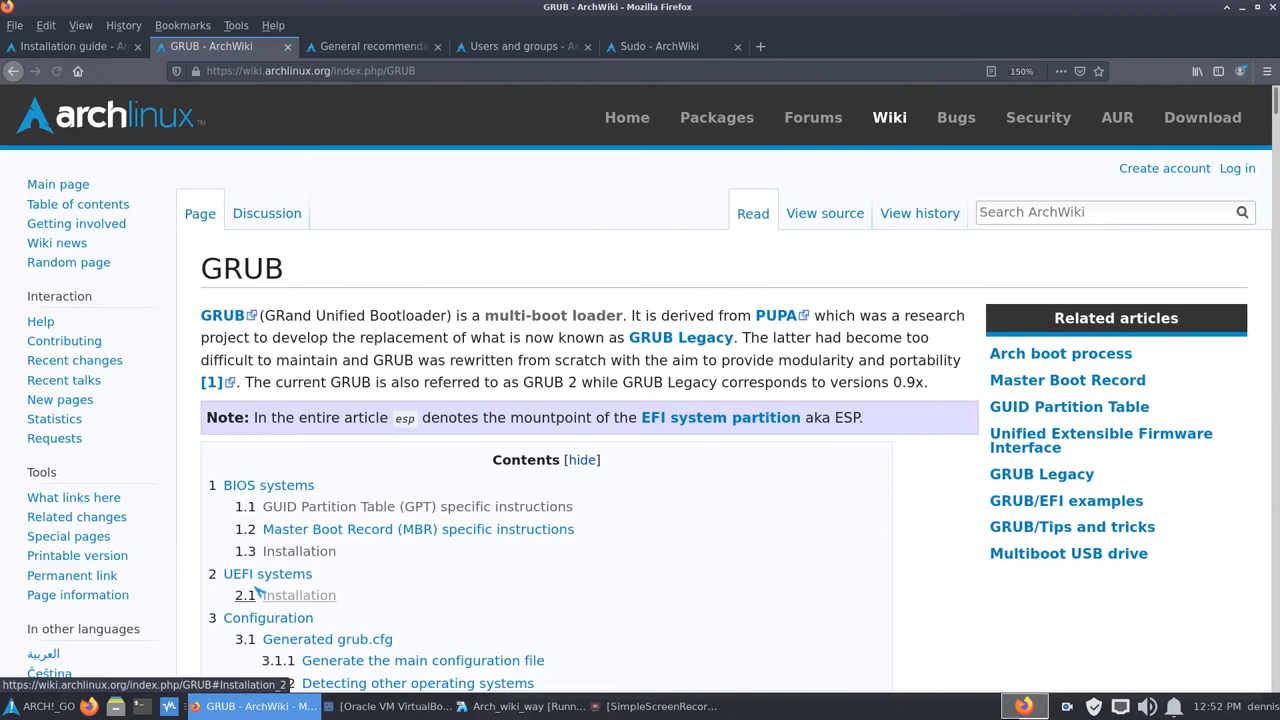 GRUB - ArchWiki - Mozilla Firefox
File Edit View History Bookmarks Tools Help
Installation guide - Ar
GRUB - ArchWiki
General recommenda
Users and groups - Ar
Sudo - ArchWiki
https://wiki.archlinux.org/index.php/GRUB
150%
archlinux™
Home Packages Forums Wiki Bugs Security AUR Download
Create account Log in
Main page
Table of contents
Getting involved
Wiki news
Random page
Interaction
Help
Contributing
Recent changes
Recent talks
New pages
Statistics
Requests
Tools
What links here
Related changes
Special pages
Printable version
Permanent link
Page information
In other languages
العربية
Čeština
Page Discussion
Read View source View history
Search ArchWiki
GRUB
GRUB (GRand Unified Bootloader) is a multi-boot loader. It is derived from PUPA which was a research
project to develop the replacement of what is now known as GRUB Legacy. The latter had become too
difficult to maintain and GRUB was rewritten from scratch with the aim to provide modularity and portability
[1]. The current GRUB is also referred to as GRUB 2 while GRUB Legacy corresponds to versions 0.9x.
Note: In the entire article esp denotes the mountpoint of the EFI system partition aka ESP.
Contents [hide]
1 BIOS systems
1.1 GUID Partition Table (GPT) specific instructions
1.2 Master Boot Record (MBR) specific instructions
1.3 Installation
2 UEFI systems
2.1 Installation
3 Configuration
3.1 Generated grub.cfg
3.1.1 Generate the main configuration file
2 Detecting other operating systems
Related articles
Arch boot process
Master Boot Record
GUID Partition Table
Unified Extensible Firmware
Interface
GRUB Legacy
GRUB/EFI examples
GRUB/Tips and tricks
Multiboot USB drive
https://wiki.archlinux.org/index.php/GRUB#Installation_2
ARCH!_GO
GRUB - ArchWiki - M...
[Oracle VM VirtualBo...
Arch_wiki_way [Runn...
[SimpleScreenRecor...
12:52 PM dennis